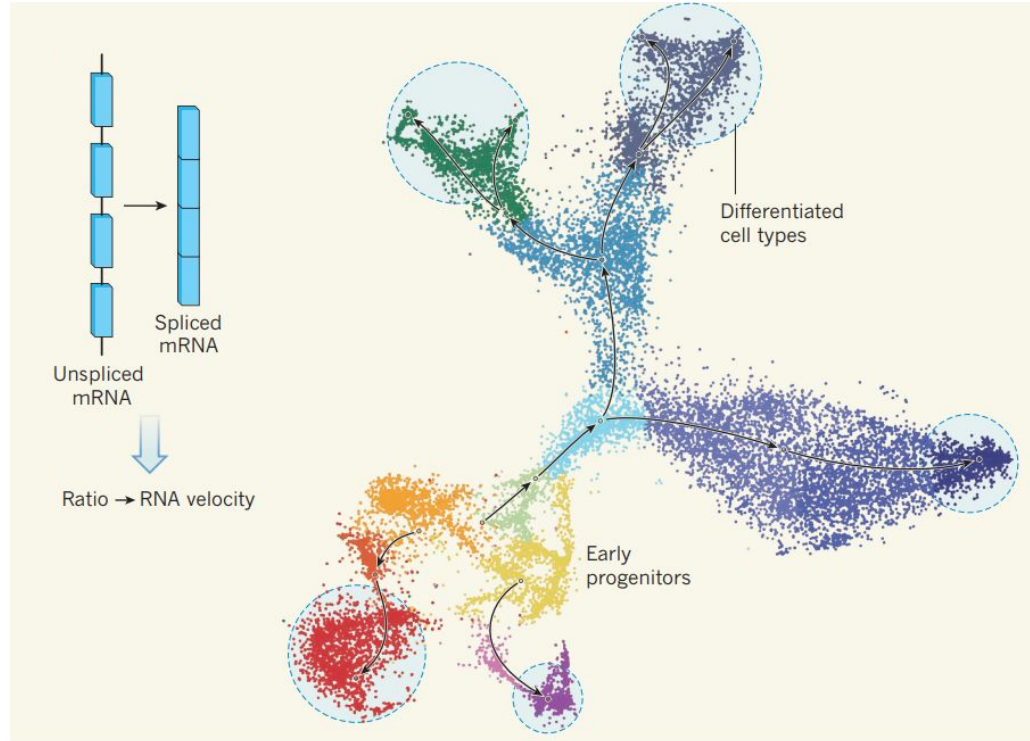 Spliced
mRNA
Unspliced
mRNA
Ratio → RNA velocity
Differentiated
cell types
Early
progenitors